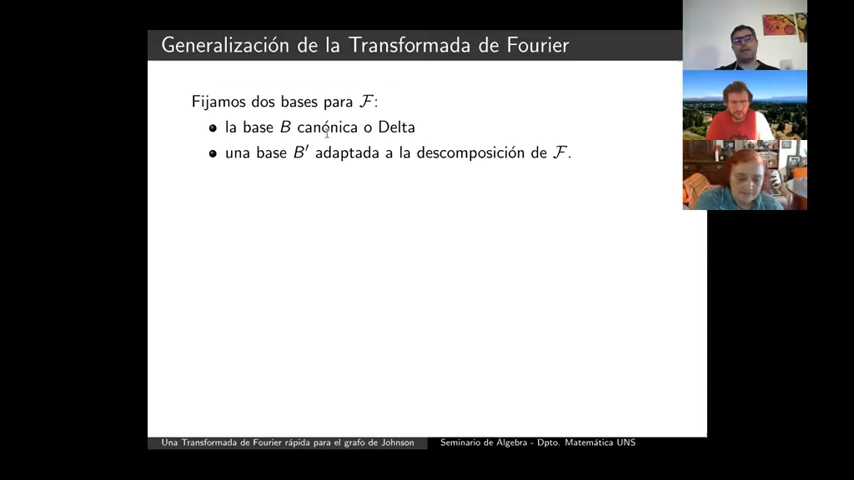 Generalización de la Transformada de Fourier
Fijamos dos bases para ℱ:
la base B canónica o Delta
una base B′ adaptada a la descomposición de ℱ.
Una Transformada de Fourier rápida para el grafo de Johnson
Seminario de Álgebra - Dpto. Matemática UNS